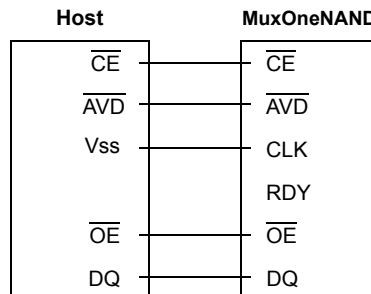 Host MuxOneNAND
CE CE
AVD AVD
Vss CLK
RDY
OE OE
DQ DQ